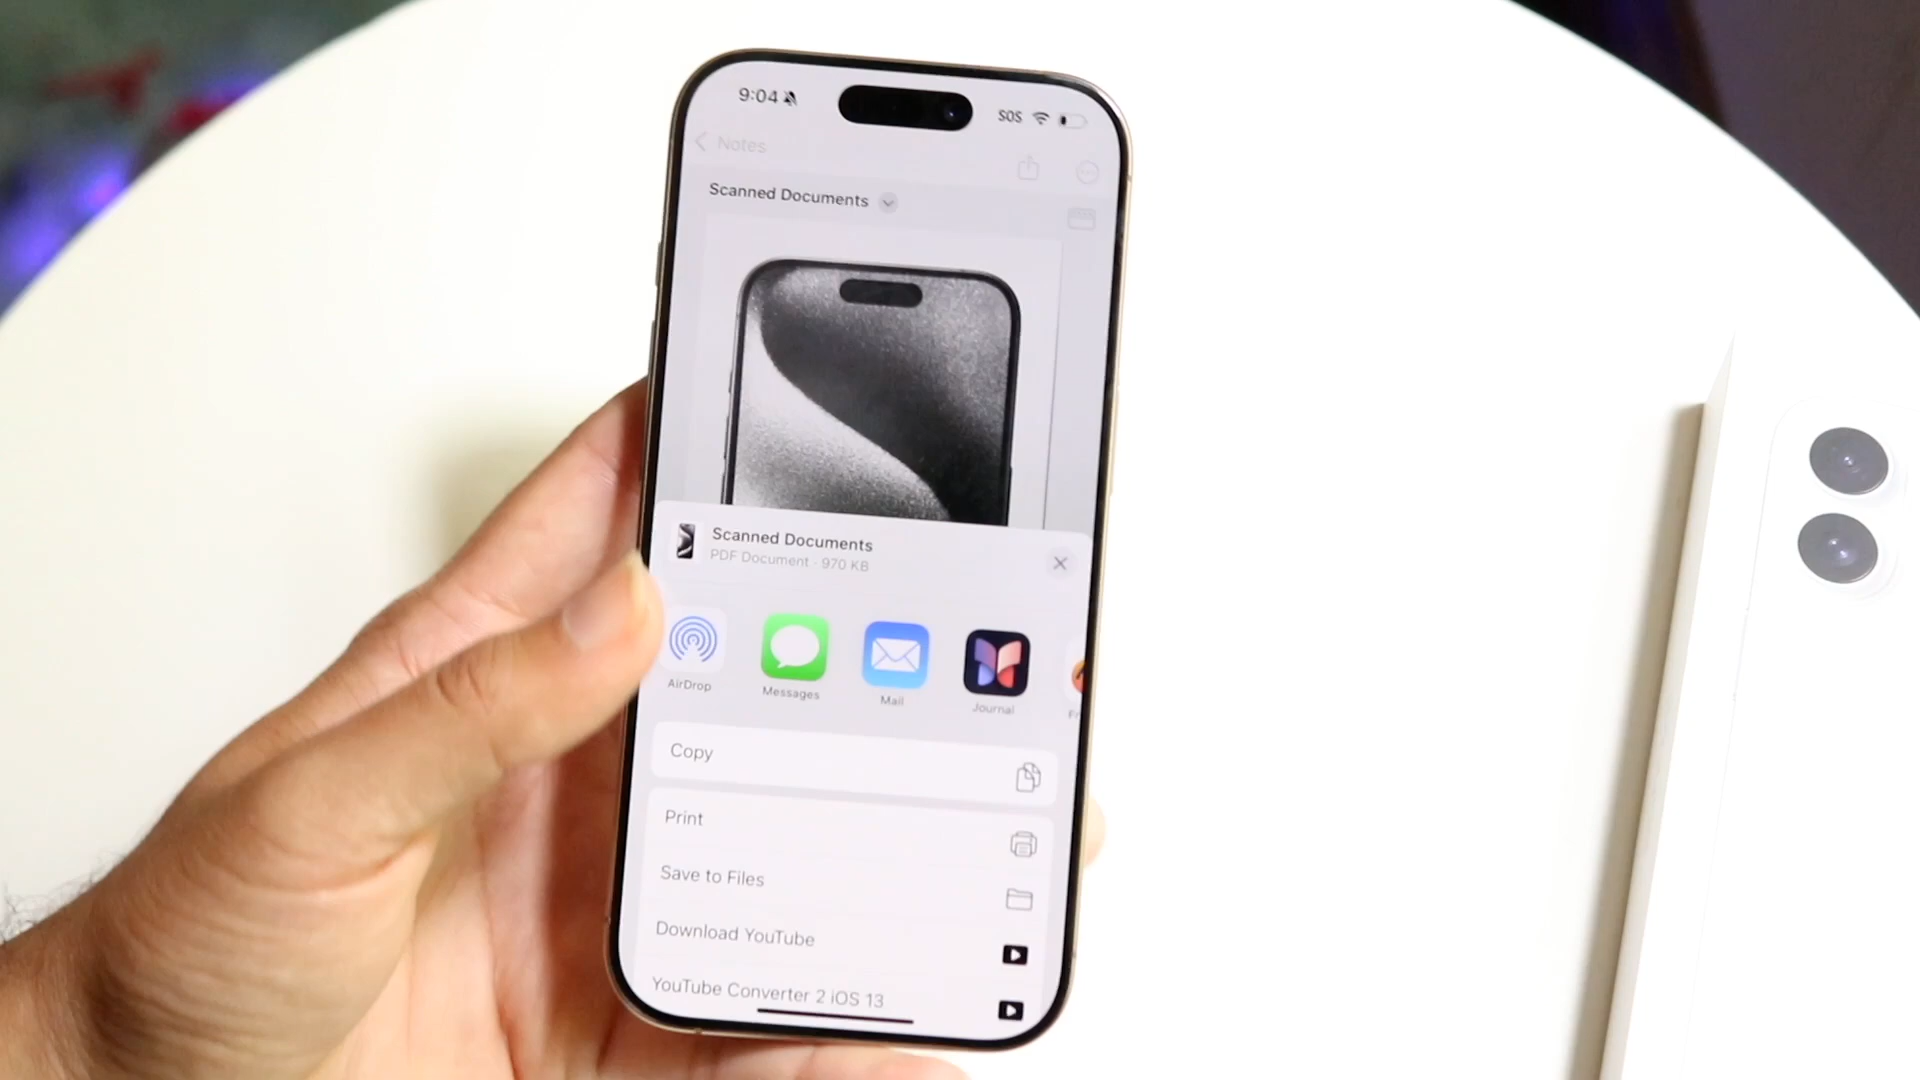 9:04
SOS
Notes
Scanned Documents
Scanned Documents
PDF Document · 970 KB
AirDrop
Messages
Mail
Journal
Copy
Print
Save to Files
Download YouTube
YouTube Converter 2 iOS 13